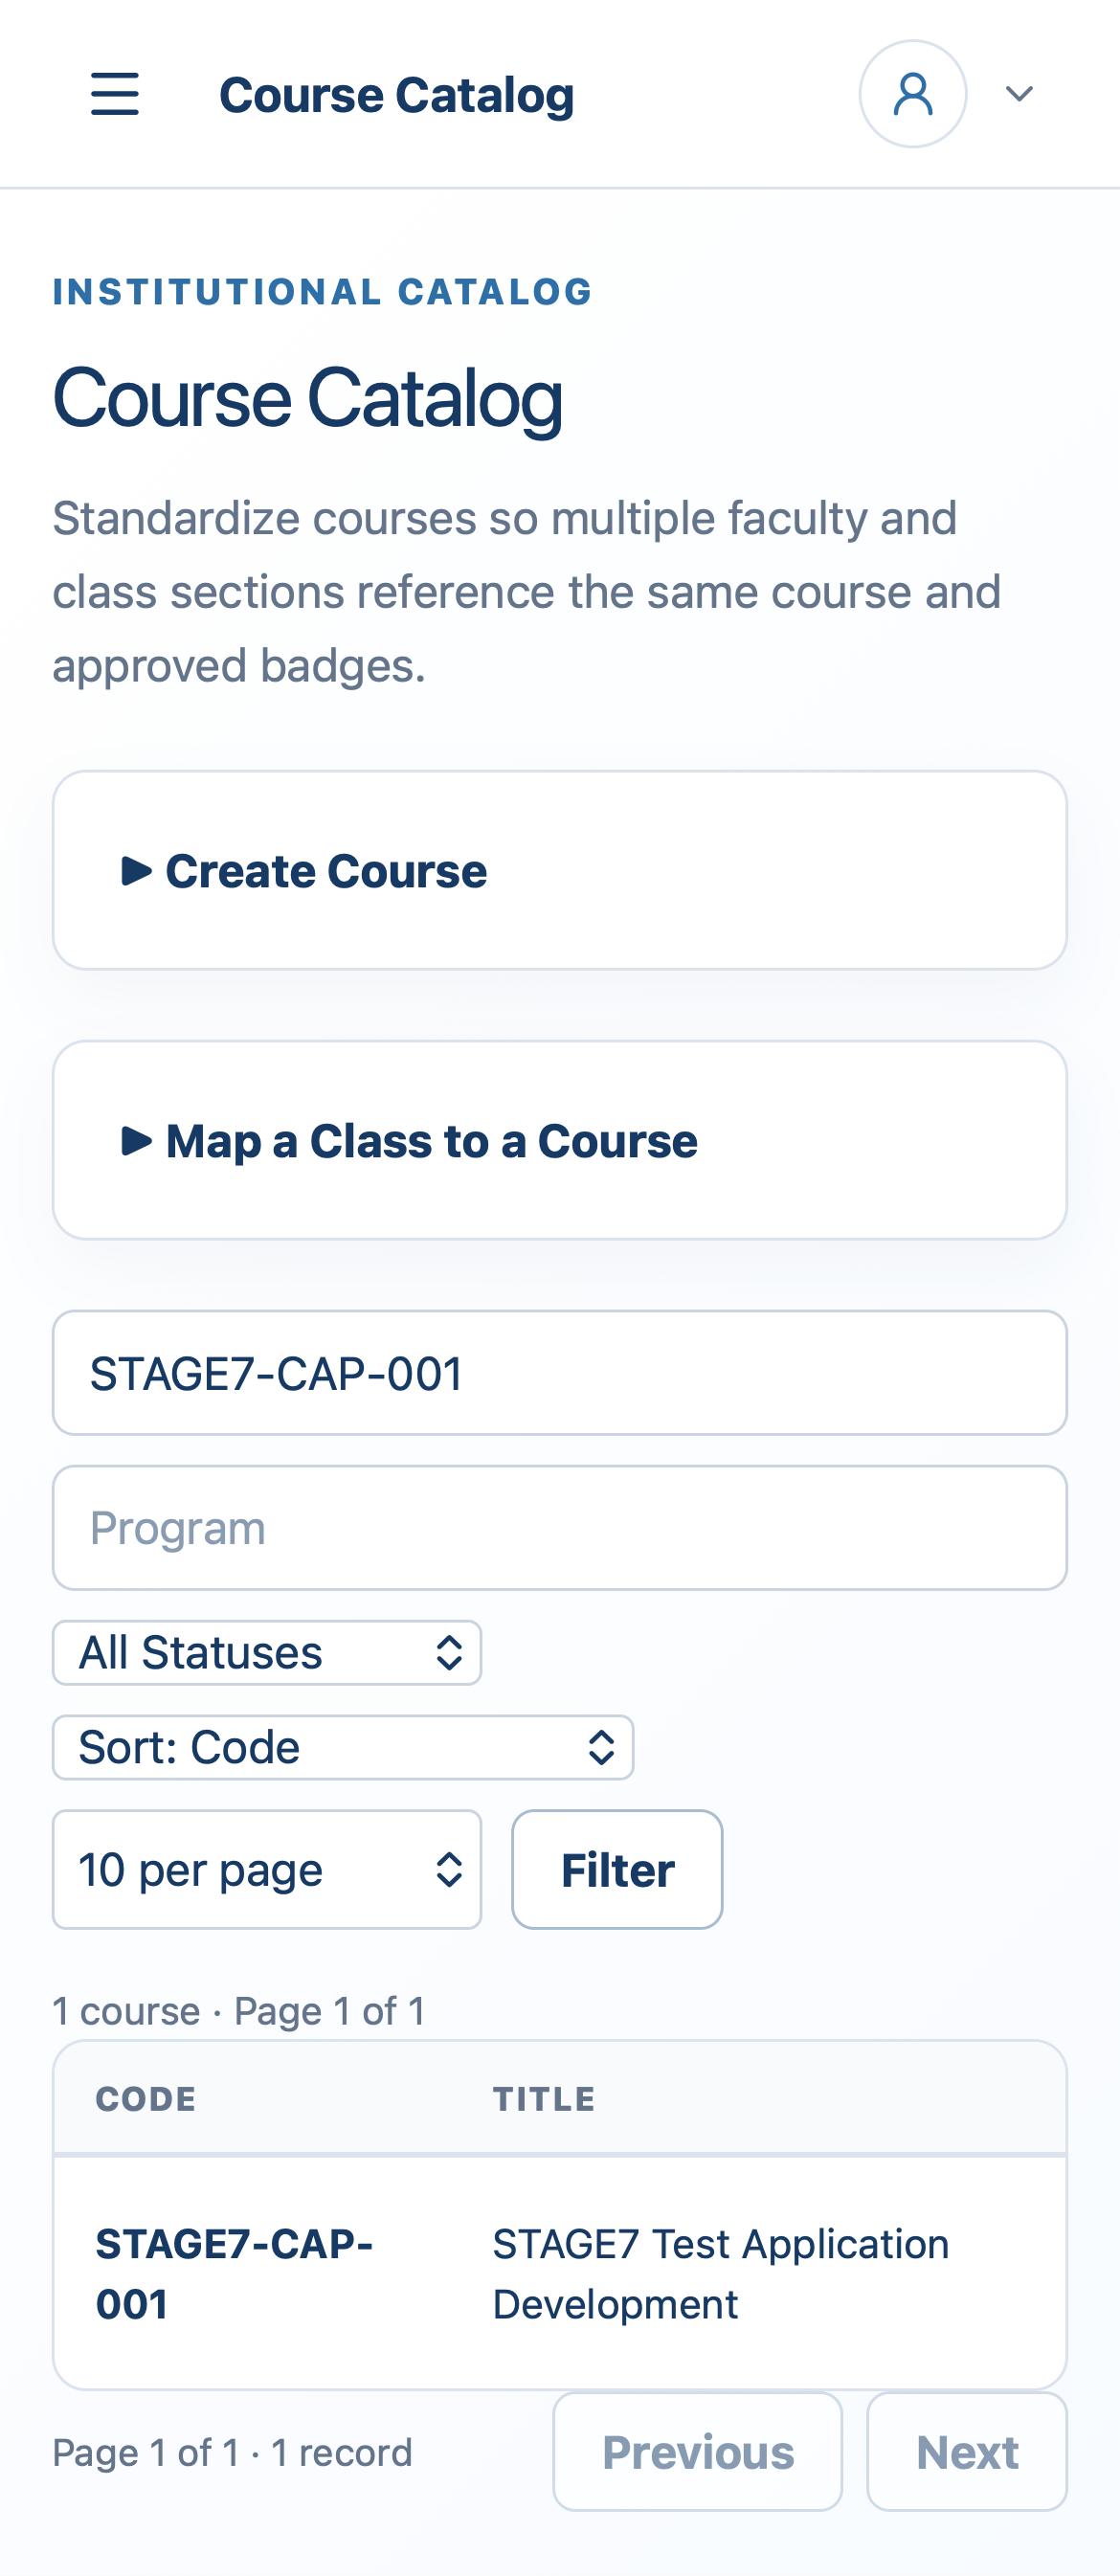 Course Catalog
INSTITUTIONAL CATALOG
Course Catalog
Standardize courses so multiple faculty and
class sections reference the same course and
approved badges.
Create Course
Map a Class to a Course
STAGE7-CAP-001
Program
All Statuses
Sort: Code
10 per page Filter
1 course · Page 1 of 1
CODE TITLE
STAGE7-CAP- STAGE7 Test Application
001 Development
Page 1 of 1 · 1 record Previous Next